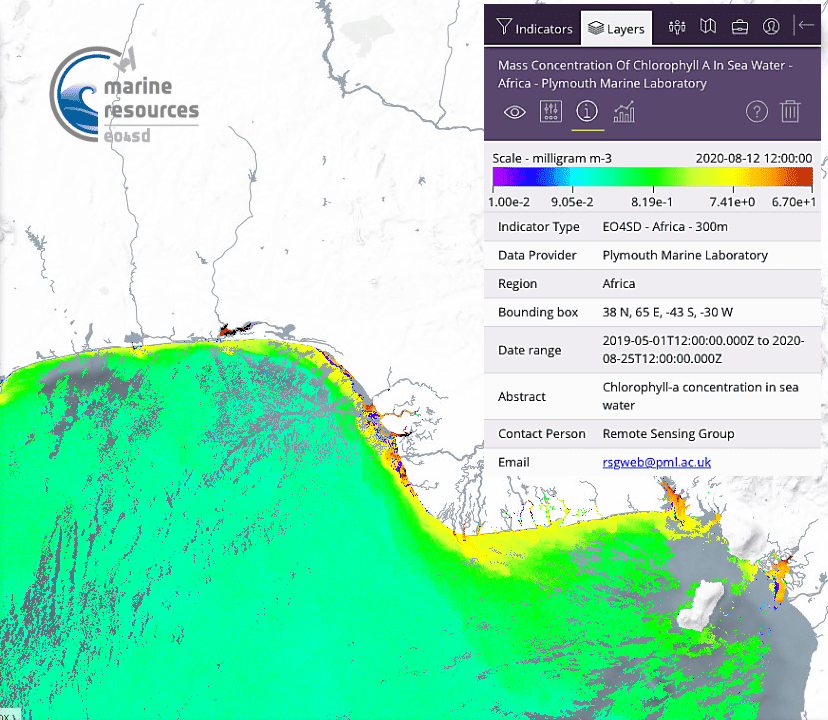 marine
resources
eo4sd
Indicators
Layers
Mass Concentration Of Chlorophyll A In Sea Water -
Africa - Plymouth Marine Laboratory
Scale - milligram m-3 2020-08-12 12:00:00
1.00e-2 9.05e-2 8.19e-1 7.41e+0 6.70e+1
Indicator Type EO4SD - Africa - 300m
Data Provider Plymouth Marine Laboratory
Region Africa
Bounding box 38 N, 65 E, -43 S, -30 W
Date range 2019-05-01T12:00:00.000Z to 2020-
08-25T12:00:00.000Z
Abstract Chlorophyll-a concentration in sea
water
Contact Person Remote Sensing Group
Email rsgweb@pml.ac.uk